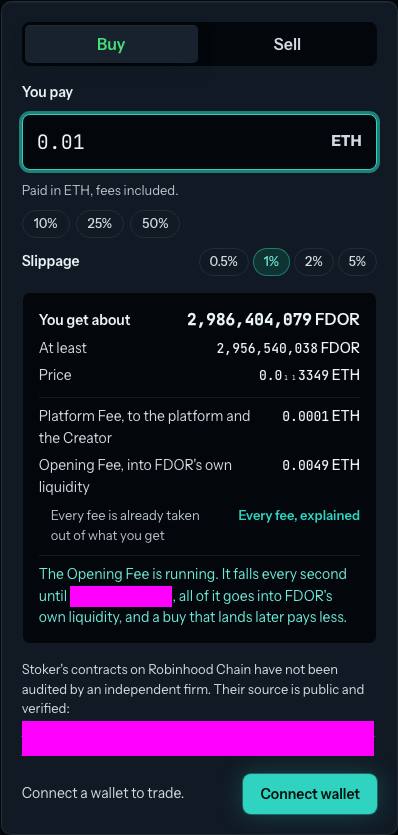 Buy
Sell
You pay
0.01
ETH
Paid in ETH, fees included.
10%
25%
50%
Slippage
0.5%
1%
2%
5%
You get about
2,986,404,079 FDOR
At least
2,956,540,038 FDOR
Price
0.0₁₁3349 ETH
Platform Fee, to the platform and
the Creator
0.0001 ETH
Opening Fee, into FDOR's own
liquidity
0.0049 ETH
Every fee is already taken
out of what you get
Every fee, explained
The Opening Fee is running. It falls every second
until , all of it goes into FDOR's
own liquidity, and a buy that lands later pays less.
Stoker's contracts on Robinhood Chain have not been
audited by an independent firm. Their source is public and
verified:
Connect a wallet to trade.
Connect wallet